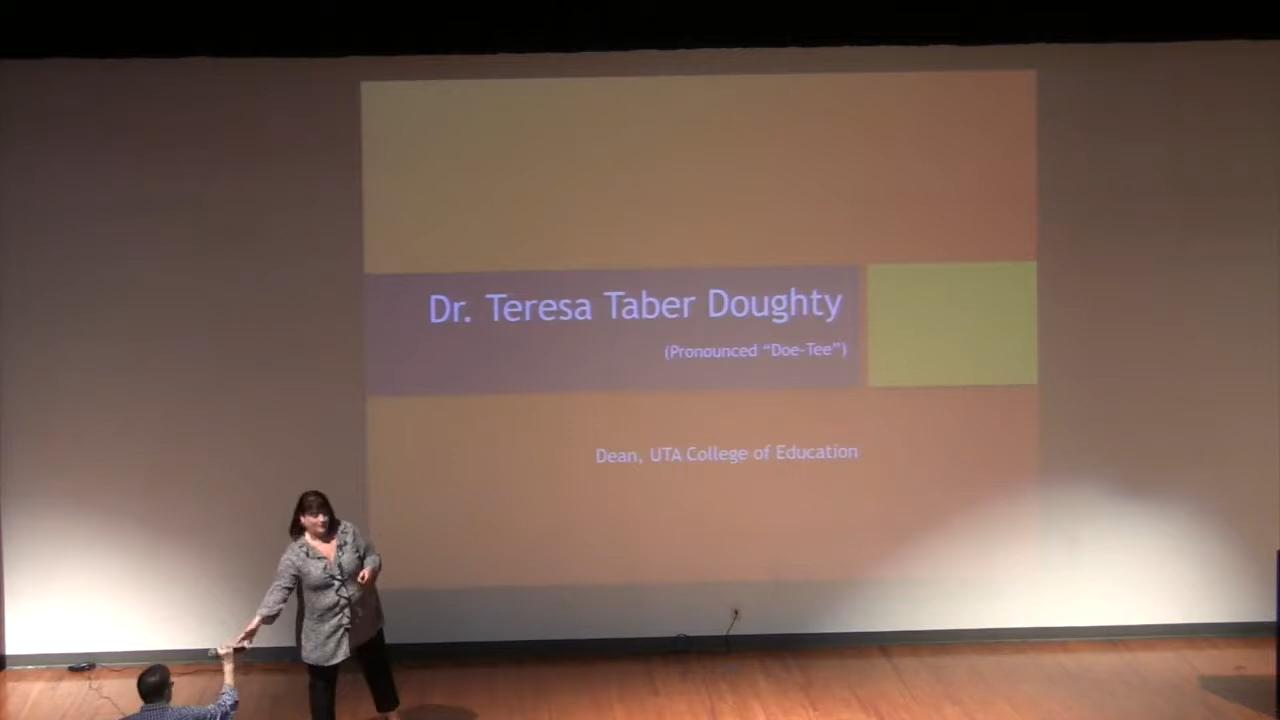 Dr. Teresa Taber Doughty
(Pronounced “Doe-Tee”)
Dean, UTA College of Education